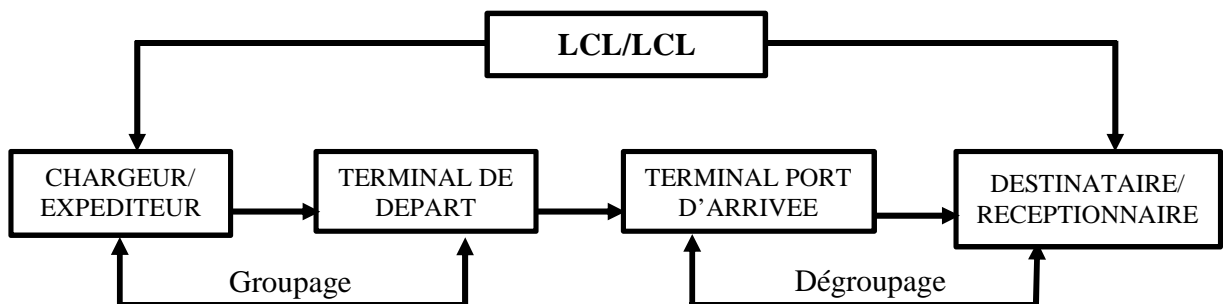 LCL/LCL
CHARGEUR/
EXPEDITEUR
TERMINAL DE
DEPART
TERMINAL PORT
D’ARRIVEE
DESTINATAIRE/
RECEPTIONNAIRE
Groupage
Dégroupage